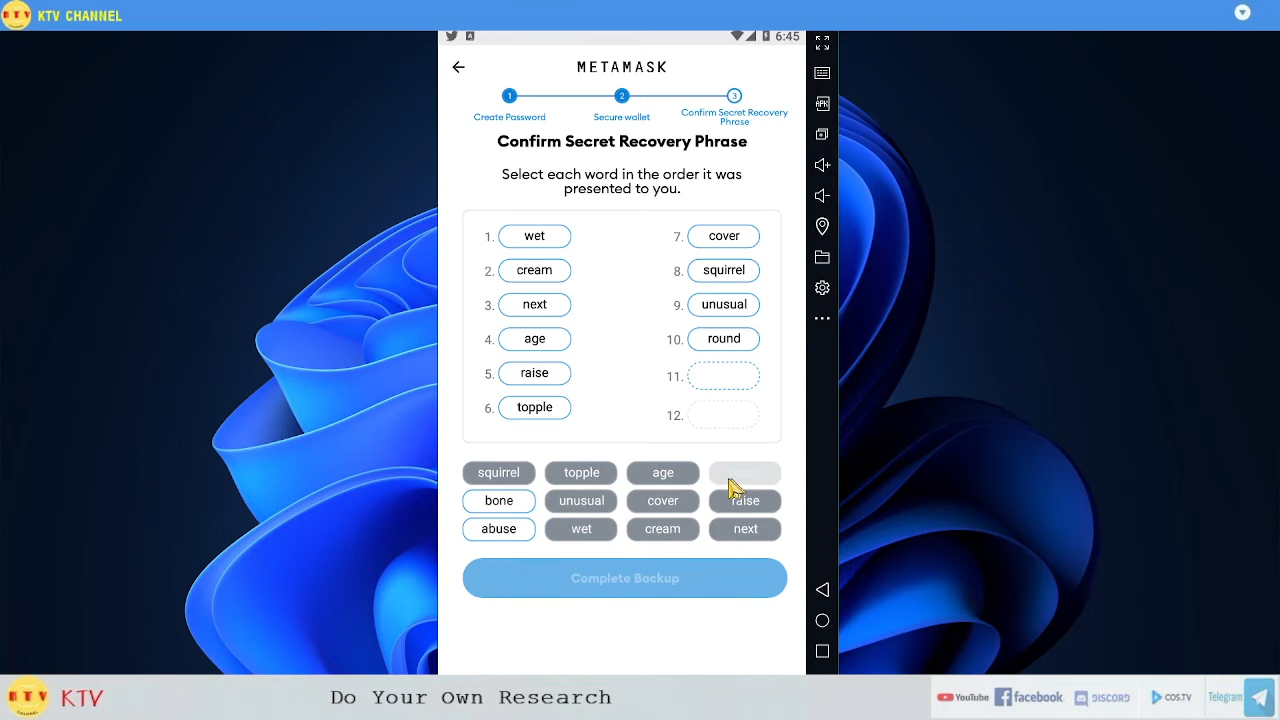 KTV CHANNEL
6:45
METAMASK
1 2 3
Create Password Secure wallet Confirm Secret Recovery
Phrase
Confirm Secret Recovery Phrase
Select each word in the order it was
presented to you.
1. wet 7. cover
2. cream 8. squirrel
3. next 9. unusual
4. age 10. round
5. raise 11.
6. topple 12.
squirrel topple age
bone unusual cover raise
abuse wet cream next
Complete Backup
KTV Do Your Own Research YouTube facebook DISCORD COS.TV Telegram